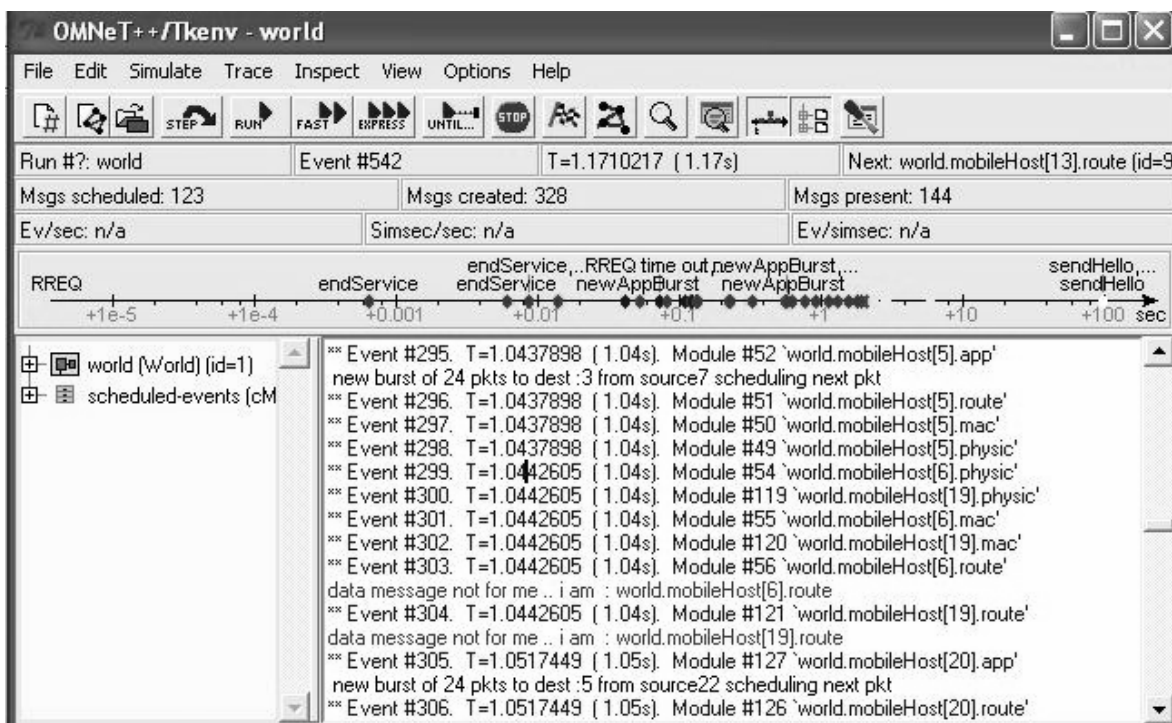 OMNeT++/Tkenv - world
File Edit Simulate Trace Inspect View Options Help
STEP RUN FAST EXPRESS UNTIL... STOP
Run #?: world Event #542 T=1.1710217 (1.17s) Next: world.mobileHost[13].route (id=9
Msgs scheduled: 123 Msgs created: 328 Msgs present: 144
Ev/sec: n/a Simsec/sec: n/a Ev/simsec: n/a
endService,...RREQ time out,newAppBurst,... sendHello,...
RREQ endService endService newAppBurst newAppBurst sendHello
+1e-5 +1e-4 +0.001 +0.01 +0.1 +1 +10 +100 sec
world (World) (id=1)
scheduled-events (cM
** Event #295. T=1.0437898 (1.04s). Module #52 `world.mobileHost[5].app'
new burst of 24 pkts to dest :3 from source7 scheduling next pkt
** Event #296. T=1.0437898 (1.04s). Module #51 `world.mobileHost[5].route'
** Event #297. T=1.0437898 (1.04s). Module #50 `world.mobileHost[5].mac'
** Event #298. T=1.0437898 (1.04s). Module #49 `world.mobileHost[5].physic'
** Event #299. T=1.0442605 (1.04s). Module #54 `world.mobileHost[6].physic'
** Event #300. T=1.0442605 (1.04s). Module #119 `world.mobileHost[19].physic'
** Event #301. T=1.0442605 (1.04s). Module #55 `world.mobileHost[6].mac'
** Event #302. T=1.0442605 (1.04s). Module #120 `world.mobileHost[19].mac'
** Event #303. T=1.0442605 (1.04s). Module #56 `world.mobileHost[6].route'
data message not for me .. i am : world.mobileHost[6].route
** Event #304. T=1.0442605 (1.04s). Module #121 `world.mobileHost[19].route'
data message not for me .. i am : world.mobileHost[19].route
** Event #305. T=1.0517449 (1.05s). Module #127 `world.mobileHost[20].app'
new burst of 24 pkts to dest :5 from source22 scheduling next pkt
** Event #306. T=1.0517449 (1.05s). Module #126 `world.mobileHost[20].route'